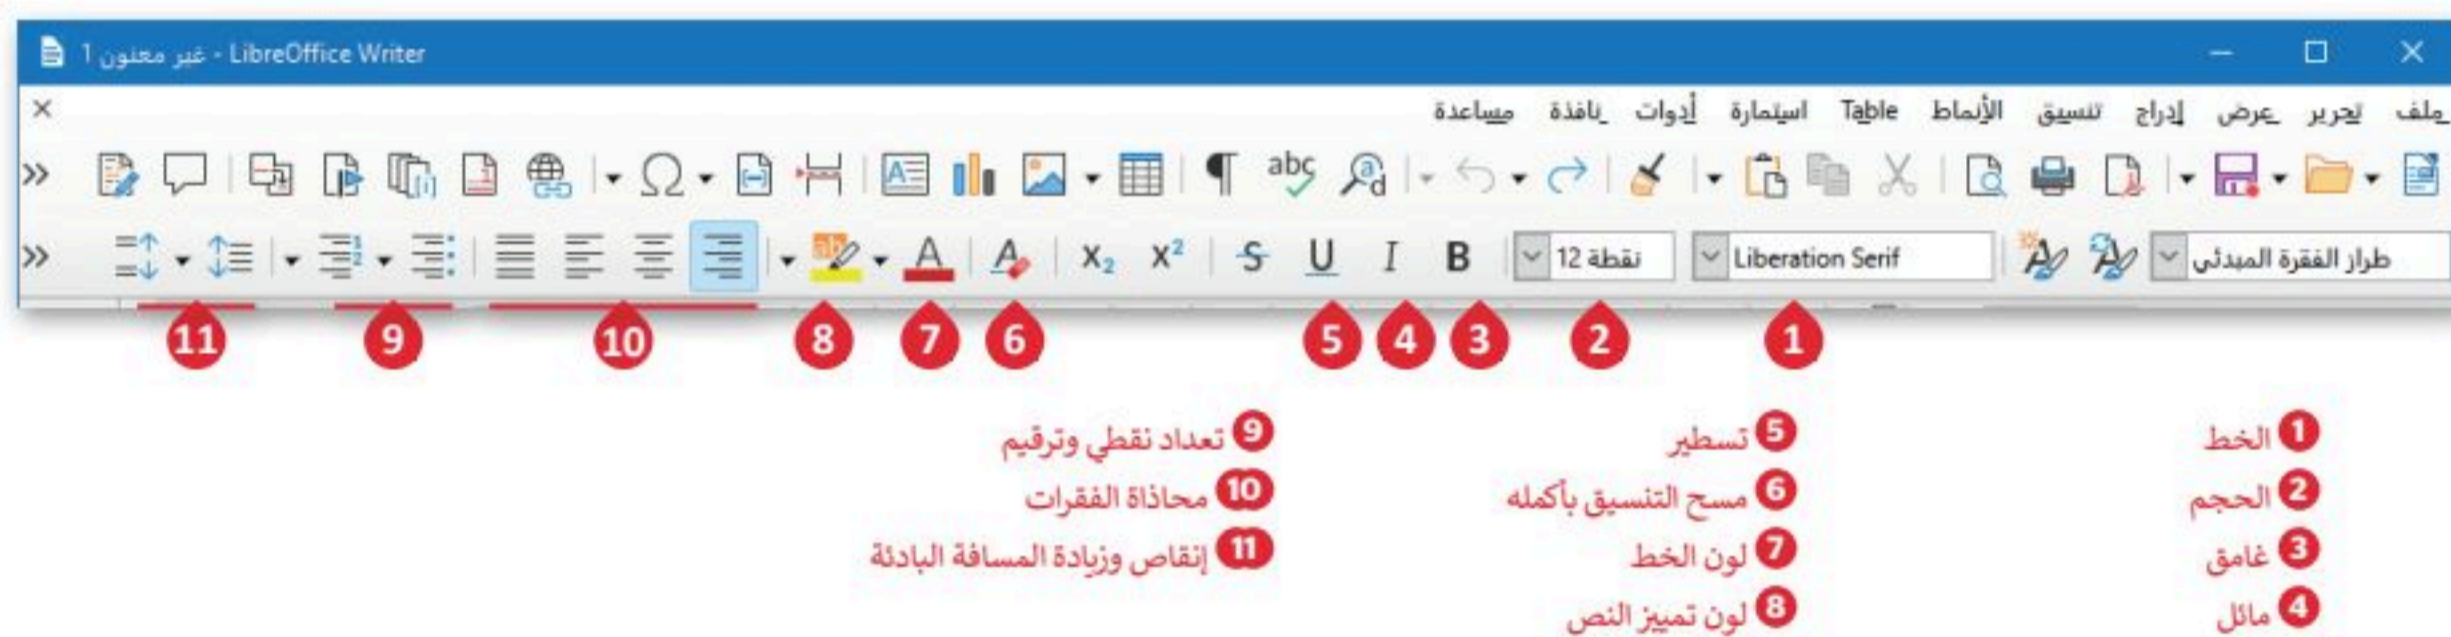 LibreOffice Writer - غير معنون 1
ملف تحرير عرض إدراج تنسيق الأنماط Table استمارة أدوات نافذة مساعدة
طراز الفقرة المبدئي Liberation Serif 12 نقطة B I U S X² X₂
1 2 3 4 5 6 7 8 10 9 11
1 الخط
2 الحجم
3 غامق
4 مائل
5 تسطير
6 مسح التنسيق بأكمله
7 لون الخط
8 لون تمييز النص
9 تعداد نقطي وترقيم
10 محاذاة الفقرات
11 إنقاص وزيادة المسافة البادئة